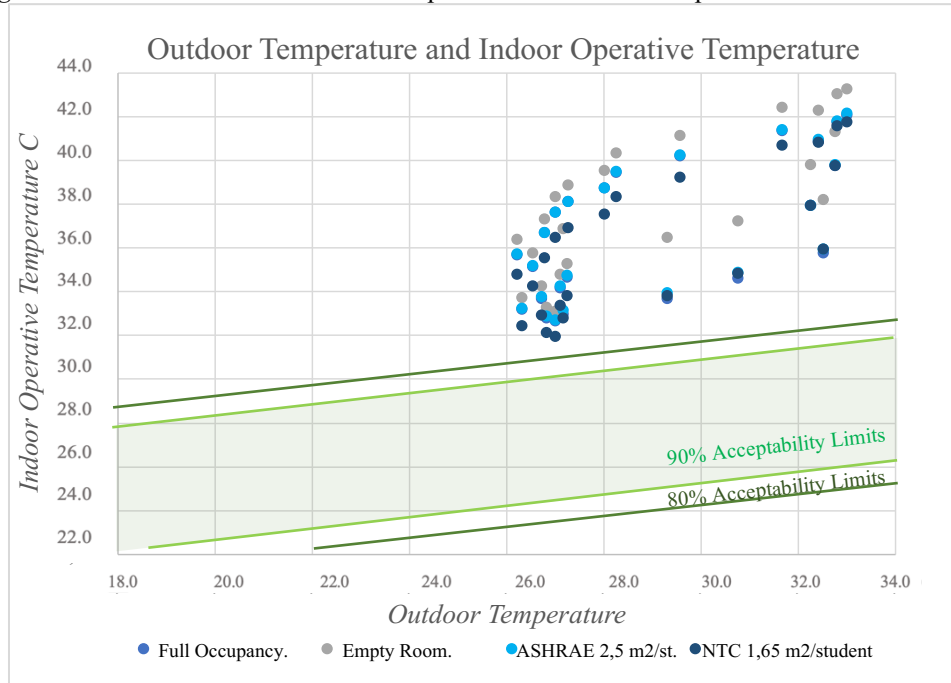 Outdoor Temperature and Indoor Operative Temperature
44.0
42.0
40.0
38.0
36.0
34.0
32.0
30.0
28.0
26.0
24.0
22.0
Indoor Operative Temperature C
90% Acceptability Limits
80% Acceptability Limits
18.0 20.0 22.0 24.0 26.0 28.0 30.0 32.0 34.0
Outdoor Temperature
Full Occupancy. Empty Room. ASHRAE 2,5 m2/st. NTC 1,65 m2/student